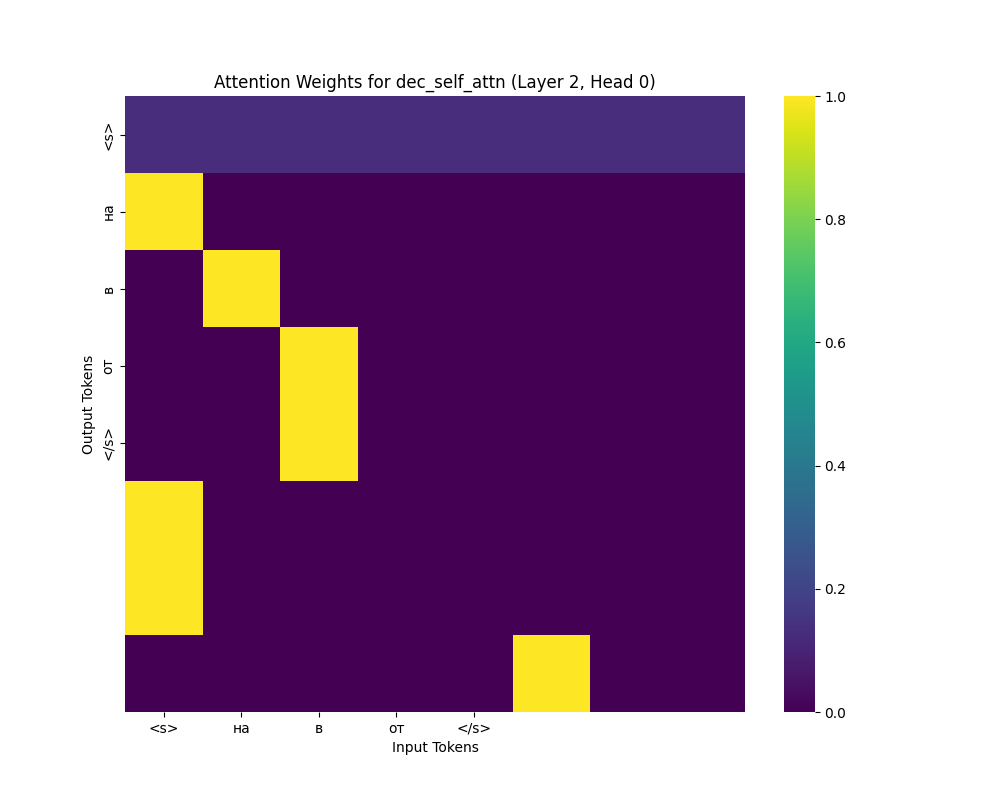 Attention Weights for dec_self_attn (Layer 2, Head 0)
Output Tokens
<s>
на
в
от
</s>
<s> на в от </s>
Input Tokens
1.0
0.8
0.6
0.4
0.2
0.0